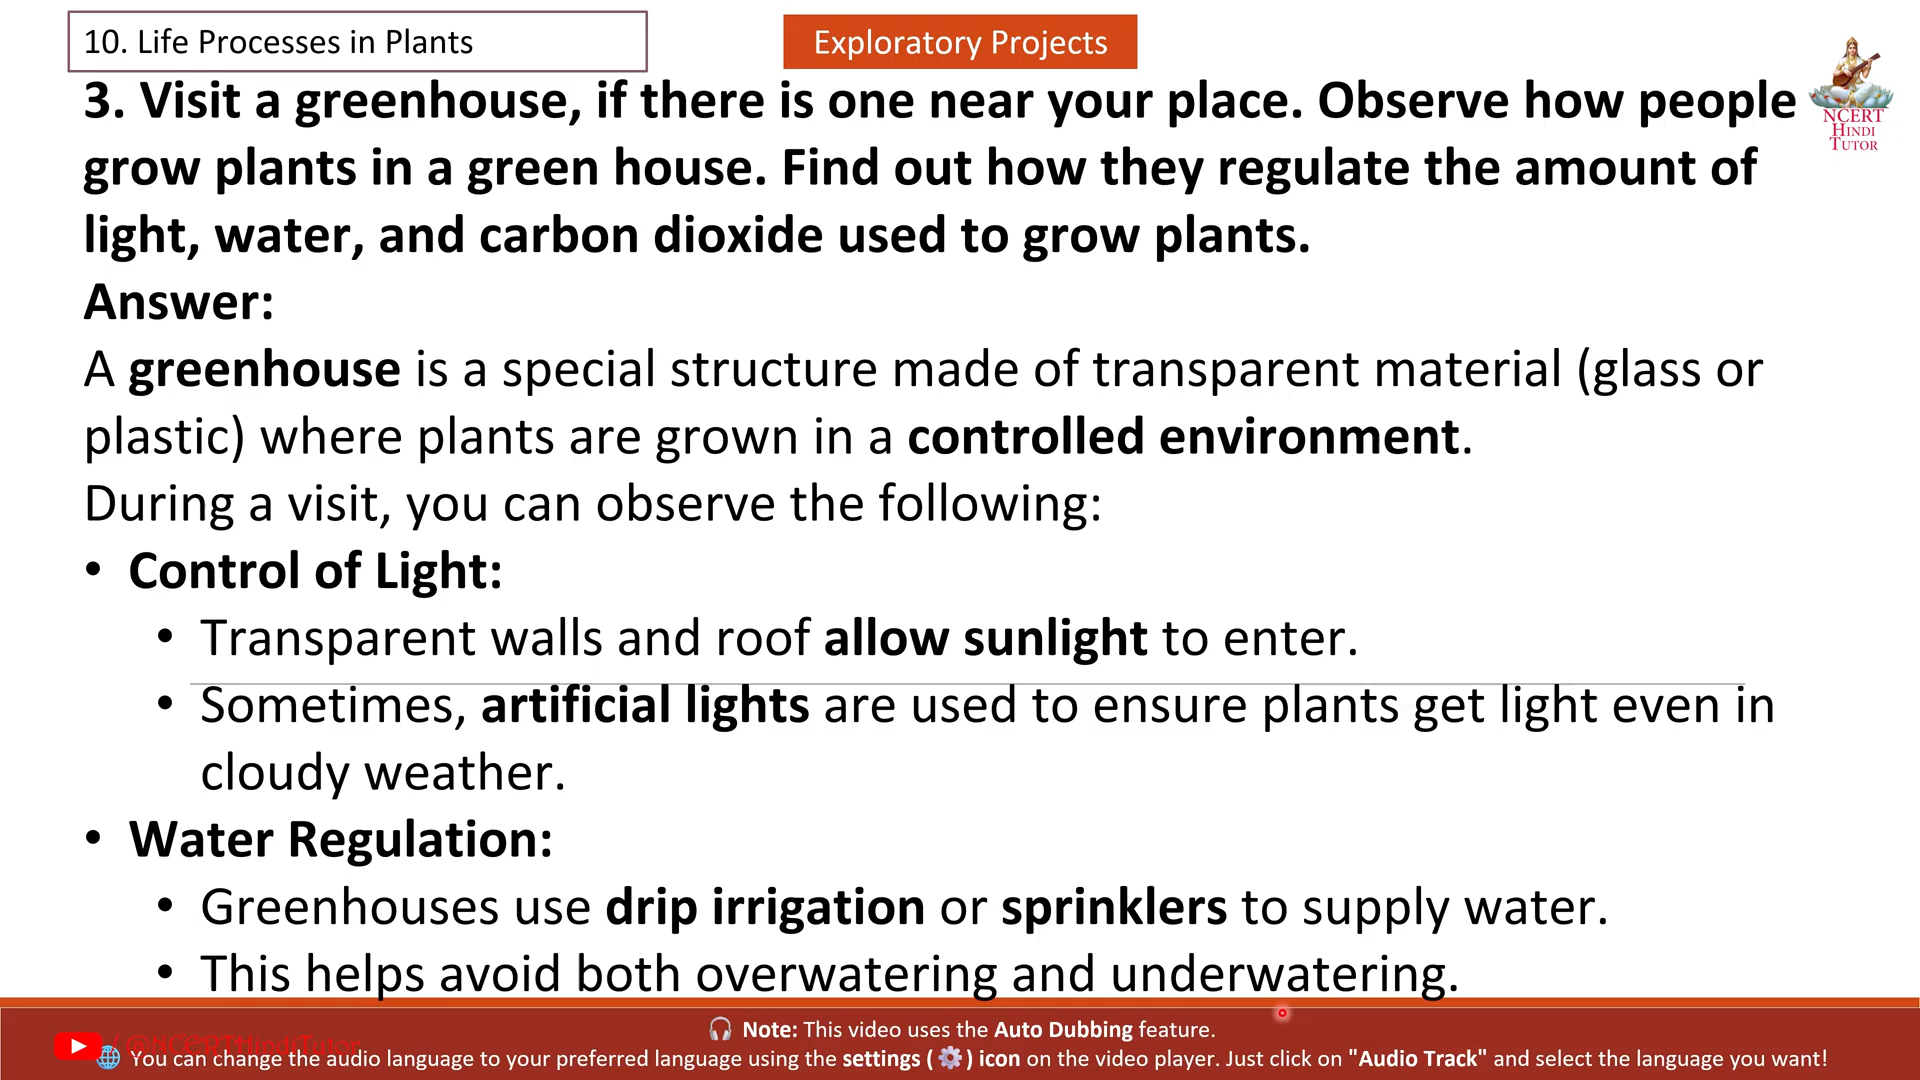 10. Life Processes in Plants
Exploratory Projects
NCERT
HINDI
TUTOR
3. Visit a greenhouse, if there is one near your place. Observe how people
grow plants in a green house. Find out how they regulate the amount of
light, water, and carbon dioxide used to grow plants.
Answer:
A greenhouse is a special structure made of transparent material (glass or
plastic) where plants are grown in a controlled environment.
During a visit, you can observe the following:
• Control of Light:
• Transparent walls and roof allow sunlight to enter.
• Sometimes, artificial lights are used to ensure plants get light even in
cloudy weather.
• Water Regulation:
• Greenhouses use drip irrigation or sprinklers to supply water.
• This helps avoid both overwatering and underwatering.
🎧 Note: This video uses the Auto Dubbing feature.
🌐 You can change the audio language to your preferred language using the settings ( ⚙️ ) icon on the video player. Just click on "Audio Track" and select the language you want!